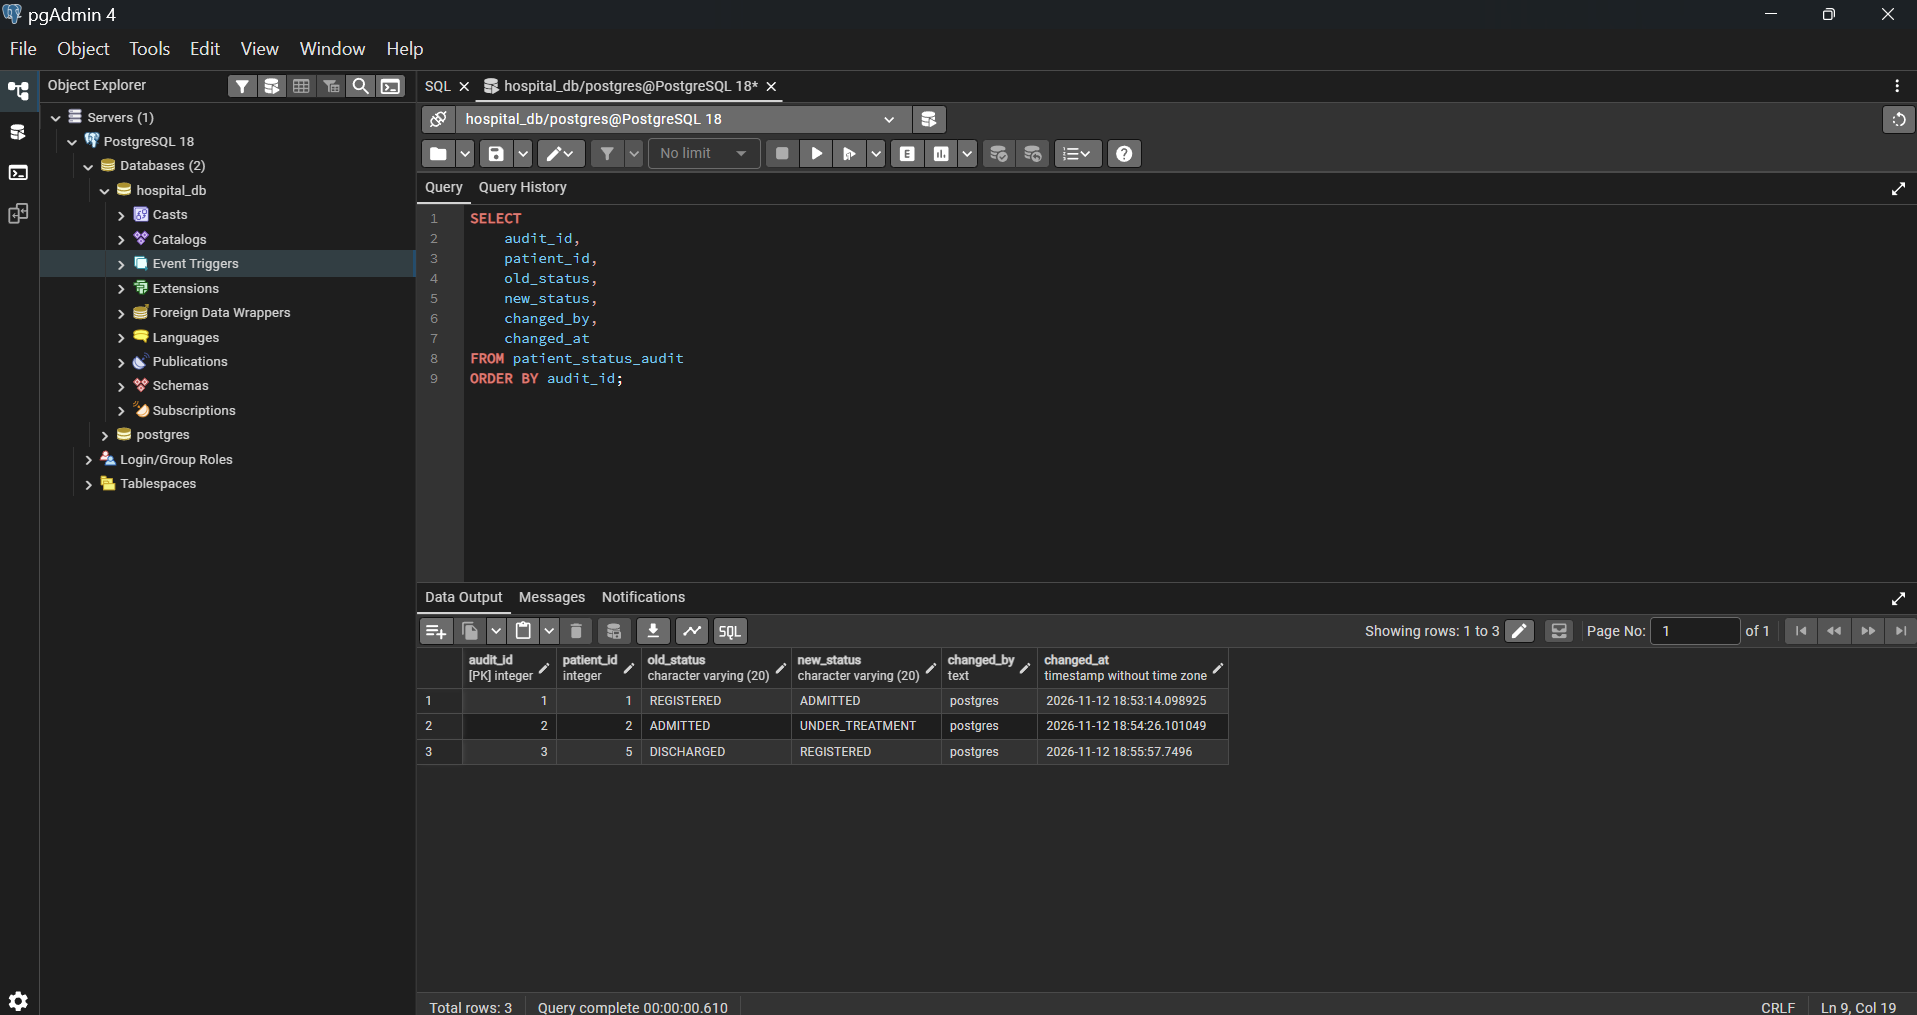 pgAdmin 4
File Object Tools Edit View Window Help
Object Explorer
SQL hospital_db/postgres@PostgreSQL 18*
Servers (1)
hospital_db/postgres@PostgreSQL 18
PostgreSQL 18
No limit E
Databases (2)
hospital_db
Query Query History
Casts
Catalogs
Event Triggers
Extensions
Foreign Data Wrappers
Languages
Publications
Schemas
Subscriptions
postgres
Login/Group Roles
Tablespaces
1 SELECT
2 audit_id,
3 patient_id,
4 old_status,
5 new_status,
6 changed_by,
7 changed_at
8 FROM patient_status_audit
9 ORDER BY audit_id;
Data Output Messages Notifications
SQL Showing rows: 1 to 3 Page No: 1 of 1
audit_id patient_id old_status new_status changed_by changed_at
[PK] integer integer character varying (20) character varying (20) text timestamp without time zone
1 1 1 REGISTERED ADMITTED postgres 2026-11-12 18:53:14.098925
2 2 2 ADMITTED UNDER_TREATMENT postgres 2026-11-12 18:54:26.101049
3 3 5 DISCHARGED REGISTERED postgres 2026-11-12 18:55:57.7496
Total rows: 3 Query complete 00:00:00.610 CRLF Ln 9, Col 19